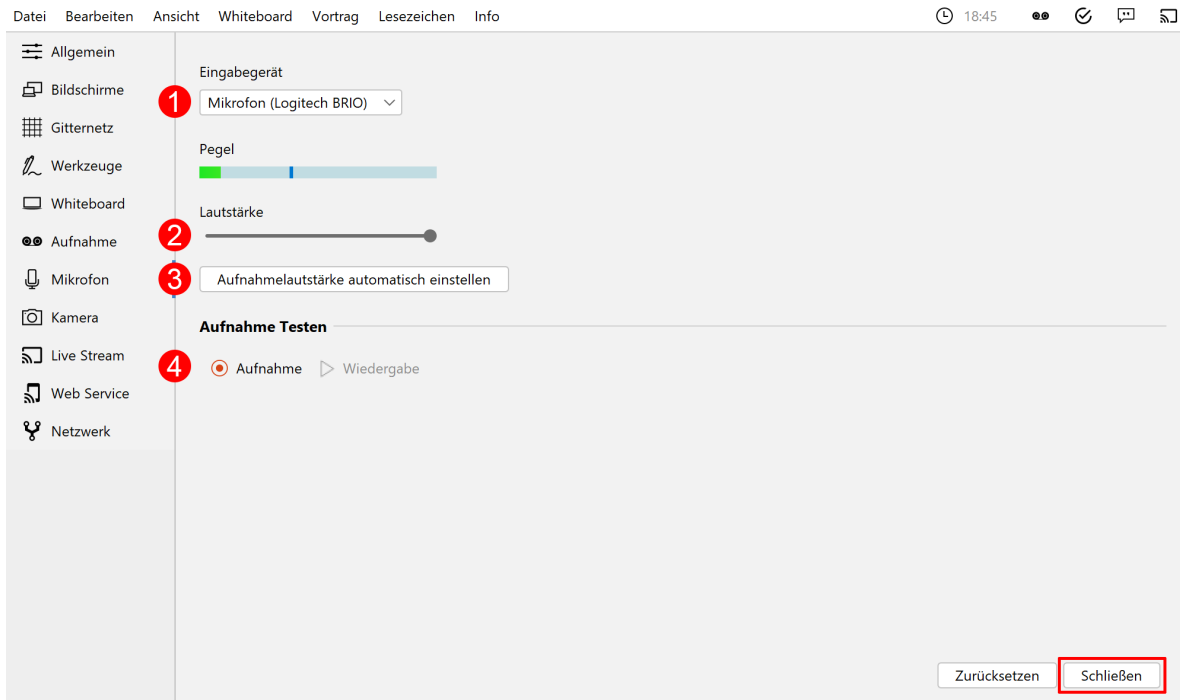 Datei Bearbeiten Ansicht Whiteboard Vortrag Lesezeichen Info 18:45
Allgemein
Bildschirme
Gitternetz
Werkzeuge
Whiteboard
Aufnahme
Mikrofon
Kamera
Live Stream
Web Service
Netzwerk
Eingabegerät
1 Mikrofon (Logitech BRIO)
Pegel
Lautstärke
2
3 Aufnahmelautstärke automatisch einstellen
Aufnahme Testen
4 Aufnahme Wiedergabe
Zurücksetzen Schließen